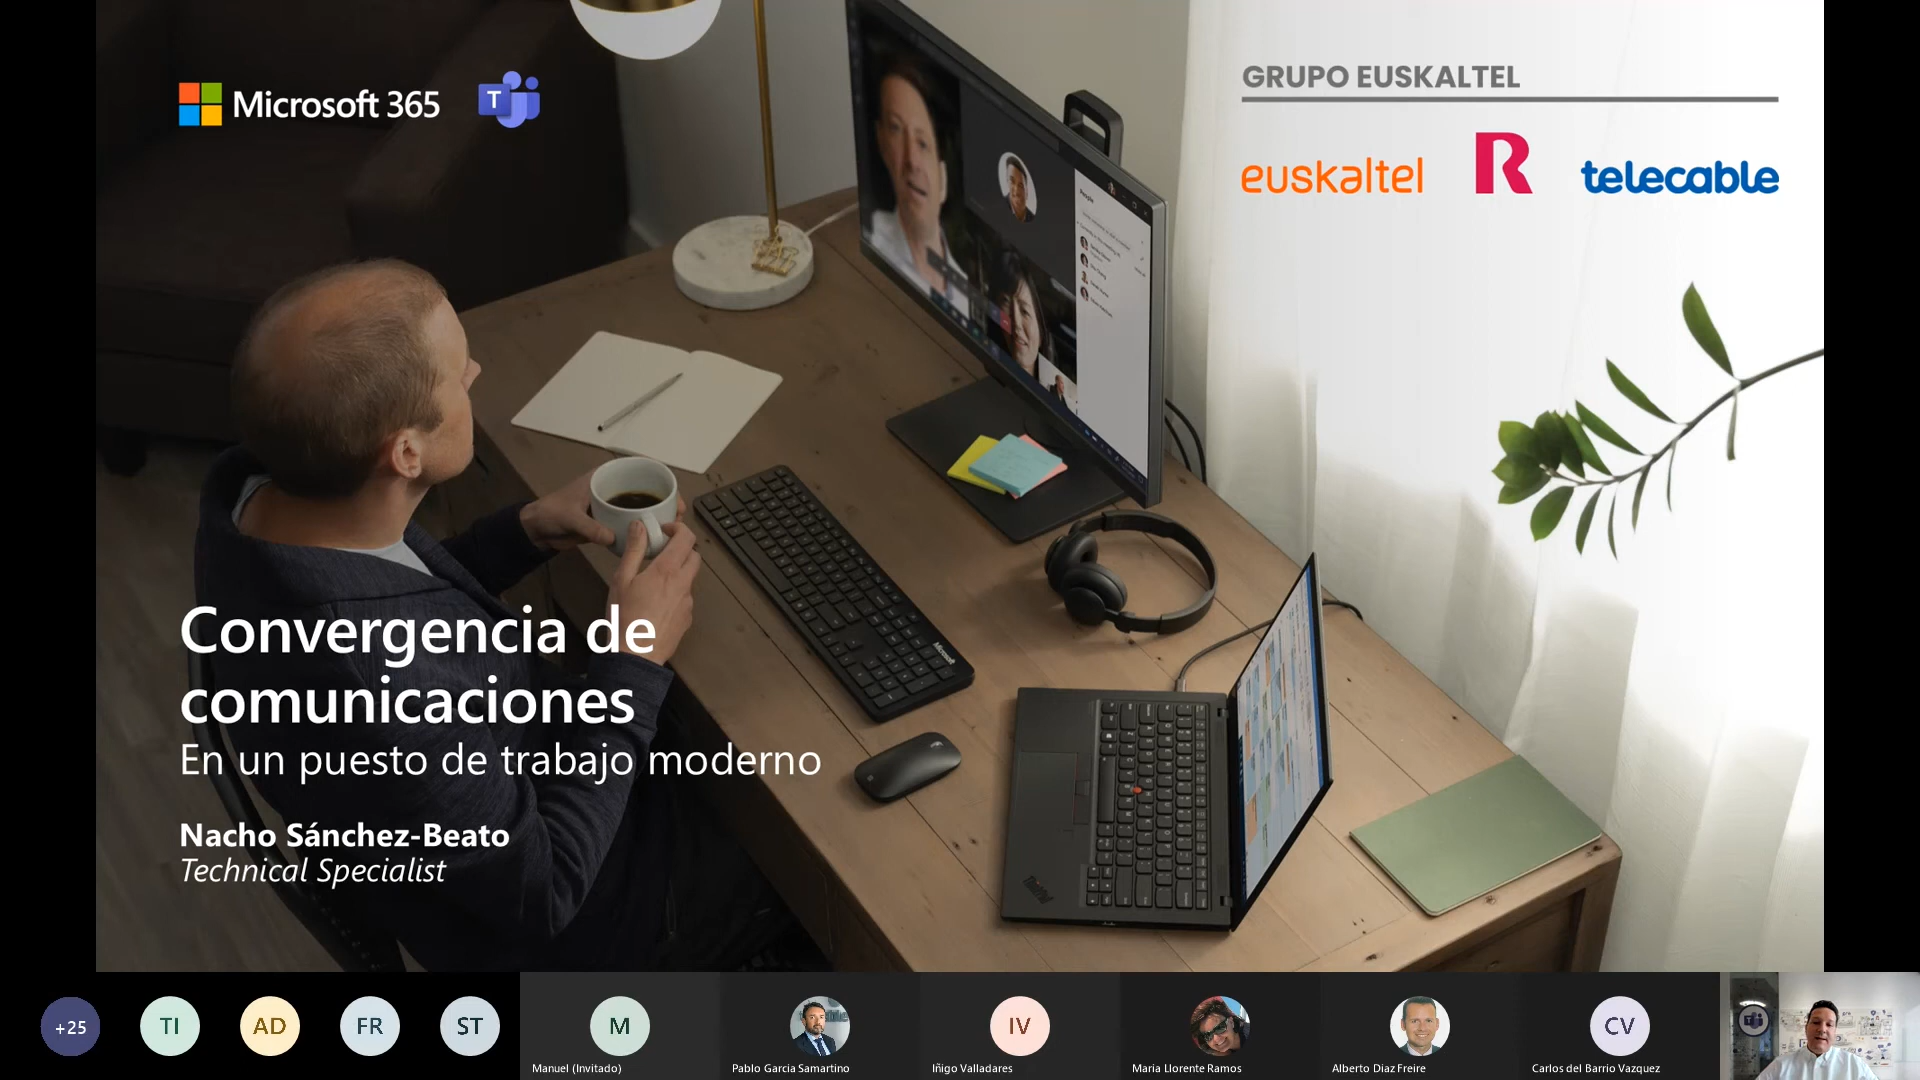 Microsoft 365
T
GRUPO EUSKALTEL
euskaltel
R
telecable
People
Microsoft
Convergencia de
comunicaciones
En un puesto de trabajo moderno
Nacho Sánchez-Beato
Technical Specialist
+25
TI
AD
FR
ST
M
IV
CV
Manuel (Invitado)
Pablo Garcia Samartino
Iñigo Valladares
Maria Llorente Ramos
Alberto Diaz Freire
Carlos del Barrio Vazquez